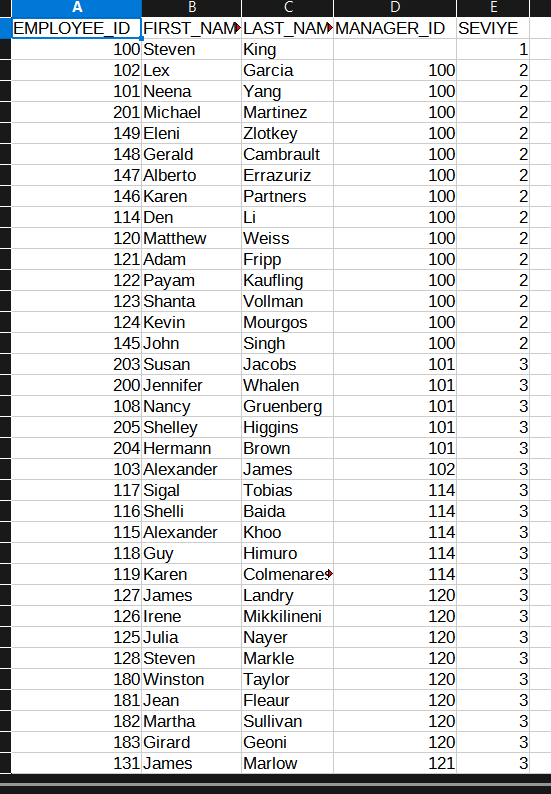 A B C D E
EMPLOYEE_ID FIRST_NAM LAST_NAM MANAGER_ID SEVIYE
100 Steven King 1
102 Lex Garcia 100 2
101 Neena Yang 100 2
201 Michael Martinez 100 2
149 Eleni Zlotkey 100 2
148 Gerald Cambrault 100 2
147 Alberto Errazuriz 100 2
146 Karen Partners 100 2
114 Den Li 100 2
120 Matthew Weiss 100 2
121 Adam Fripp 100 2
122 Payam Kaufling 100 2
123 Shanta Vollman 100 2
124 Kevin Mourgos 100 2
145 John Singh 100 2
203 Susan Jacobs 101 3
200 Jennifer Whalen 101 3
108 Nancy Gruenberg 101 3
205 Shelley Higgins 101 3
204 Hermann Brown 101 3
103 Alexander James 102 3
117 Sigal Tobias 114 3
116 Shelli Baida 114 3
115 Alexander Khoo 114 3
118 Guy Himuro 114 3
119 Karen Colmenares 114 3
127 James Landry 120 3
126 Irene Mikkilineni 120 3
125 Julia Nayer 120 3
128 Steven Markle 120 3
180 Winston Taylor 120 3
181 Jean Fleaur 120 3
182 Martha Sullivan 120 3
183 Girard Geoni 120 3
131 James Marlow 121 3